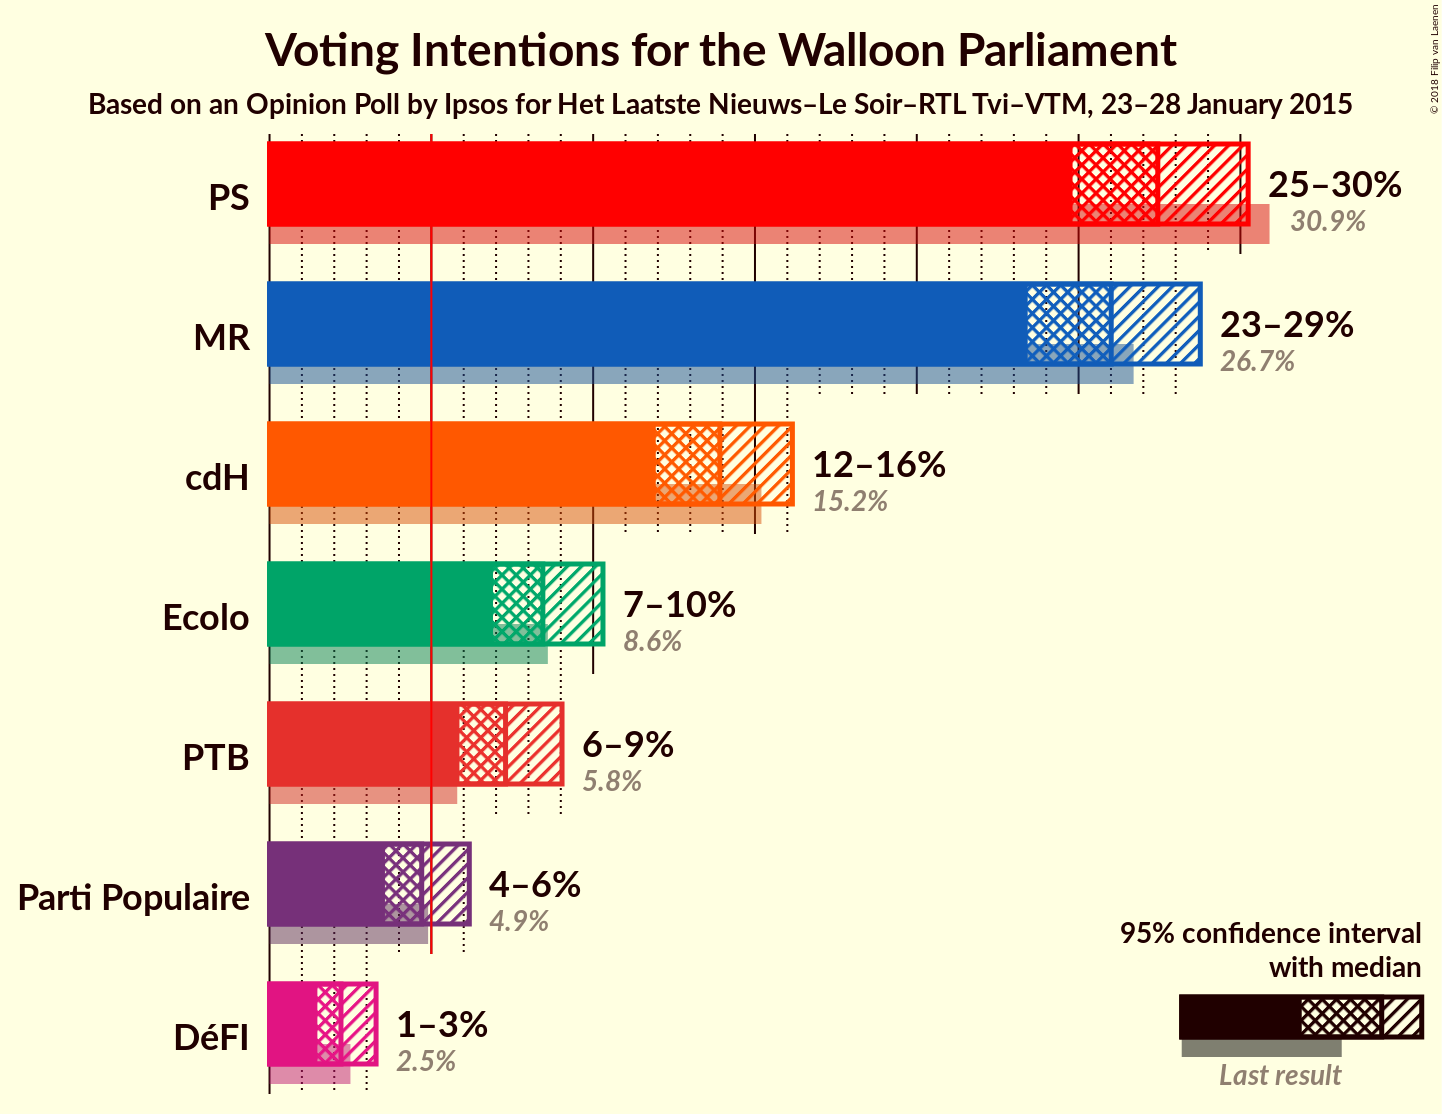 Voting Intentions for the Walloon Parliament
Based on an Opinion Poll by Ipsos for Het Laatste Nieuws–Le Soir–RTL Tvi–VTM, 23–28 January 2015
© 2018 Filip van Laenen
PS
25–30%
30.9%
MR
23–29%
26.7%
cdH
12–16%
15.2%
Ecolo
7–10%
8.6%
PTB
6–9%
5.8%
Parti Populaire
4–6%
4.9%
DéFI
1–3%
2.5%
95% confidence interval
with median
Last result